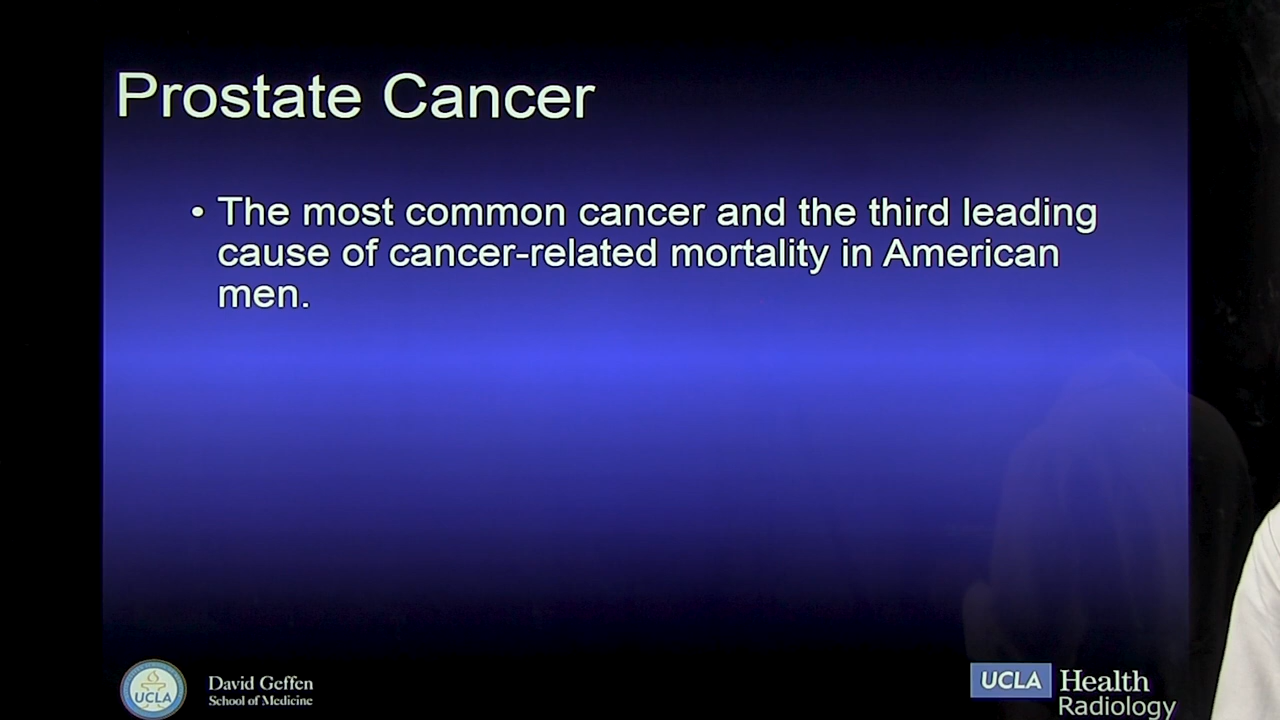 Prostate Cancer
• The most common cancer and the third leading
cause of cancer-related mortality in American
men.
UCLA
David Geffen
School of Medicine
UCLA Health
Radiology